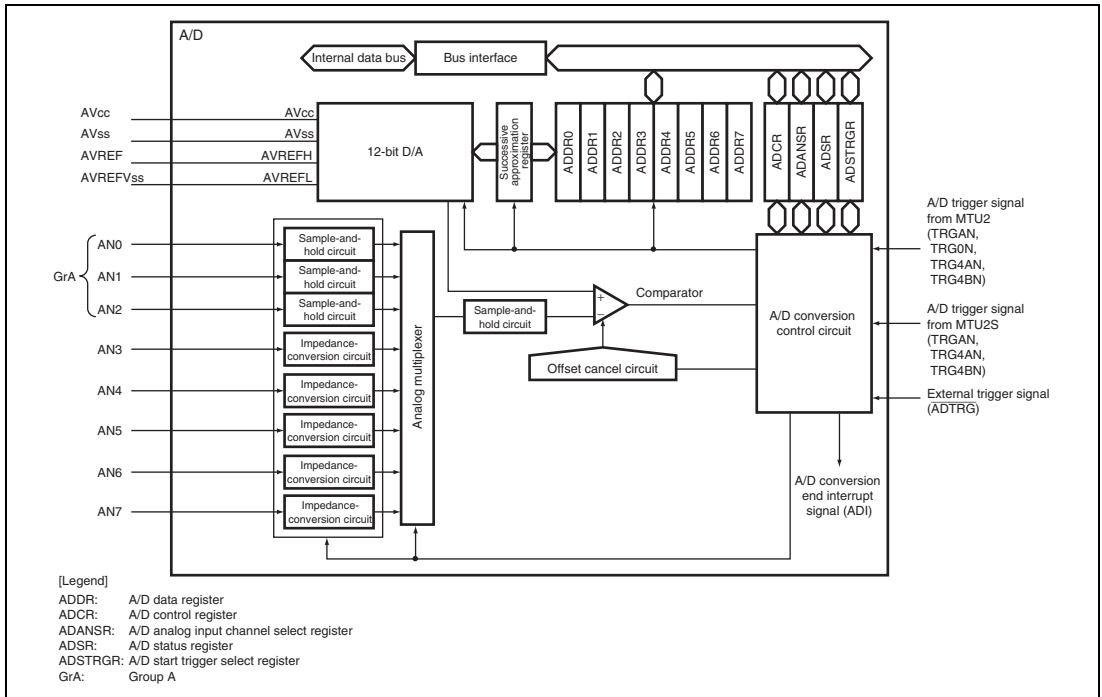 A/D
Internal data bus
Bus interface
AVcc
AVss
AVREF
AVREFVss
AVcc
AVss
AVREFH
AVREFL
12-bit D/A
Successive
approximation
register
ADDR0
ADDR1
ADDR2
ADDR3
ADDR4
ADDR5
ADDR6
ADDR7
ADCR
ADANSR
ADSR
ADSTRGR
GrA
AN0
AN1
AN2
AN3
AN4
AN5
AN6
AN7
Sample-and-
hold circuit
Sample-and-
hold circuit
Sample-and-
hold circuit
Impedance-
conversion circuit
Impedance-
conversion circuit
Impedance-
conversion circuit
Impedance-
conversion circuit
Impedance-
conversion circuit
Analog multiplexer
Sample-and-
hold circuit
+
−
Comparator
Offset cancel circuit
A/D conversion
control circuit
A/D trigger signal
from MTU2
(TRGAN,
TRG0N,
TRG4AN,
TRG4BN)
A/D trigger signal
from MTU2S
(TRGAN,
TRG4AN,
TRG4BN)
External trigger signal
(ADTRG)
A/D conversion
end interrupt
signal (ADI)
[Legend]
ADDR: A/D data register
ADCR: A/D control register
ADANSR: A/D analog input channel select register
ADSR: A/D status register
ADSTRGR: A/D start trigger select register
GrA: Group A